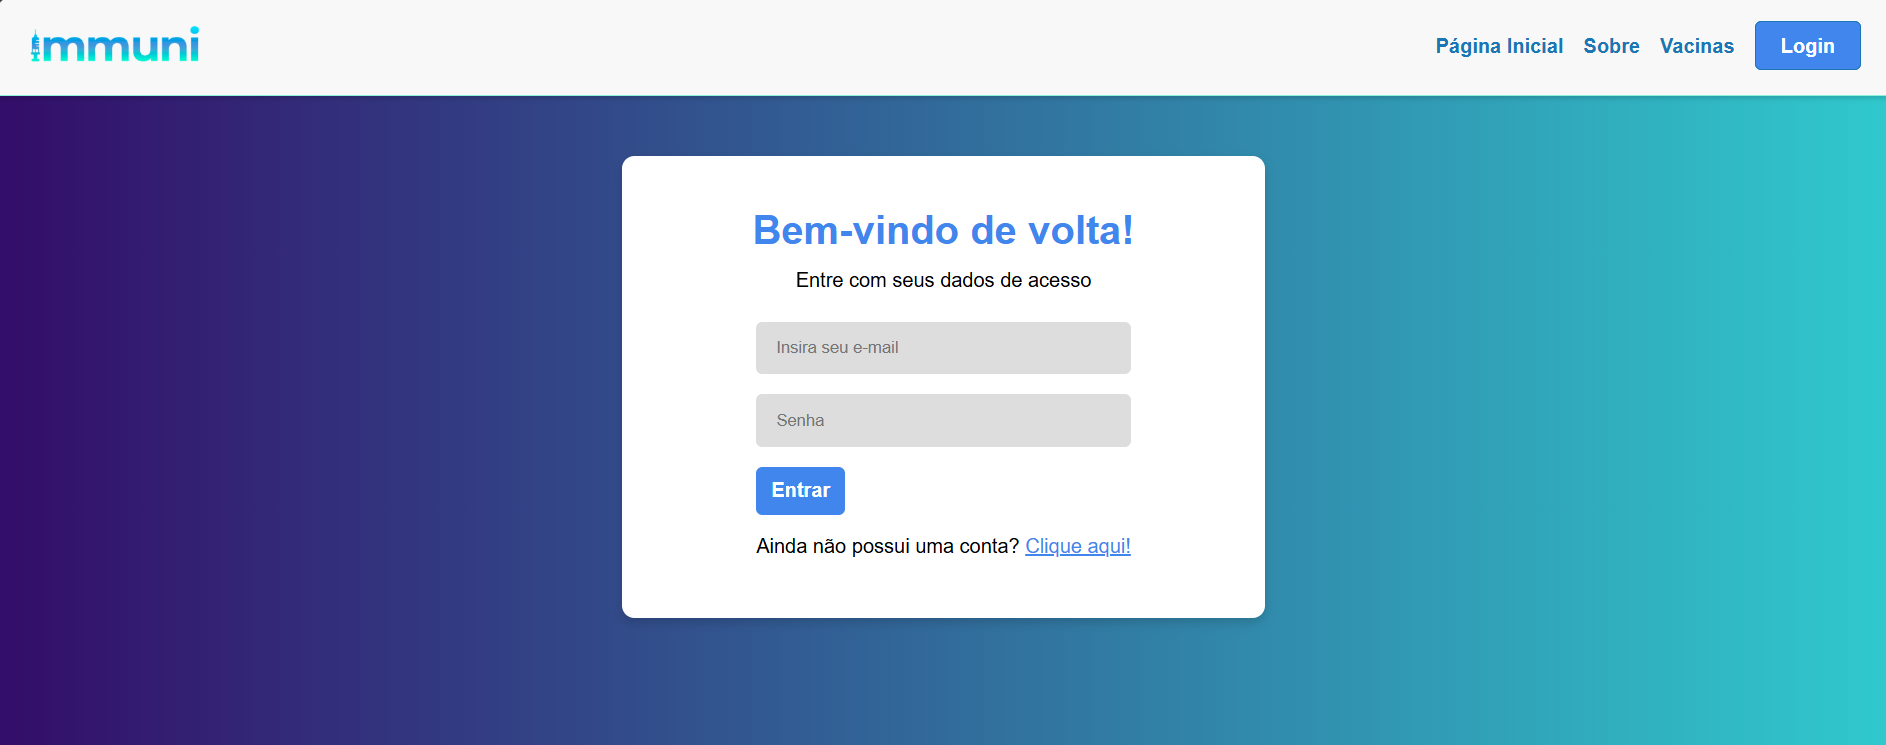 immuni
Página Inicial Sobre Vacinas Login
Bem-vindo de volta!
Entre com seus dados de acesso
Insira seu e-mail
Senha
Entrar
Ainda não possui uma conta? Clique aqui!